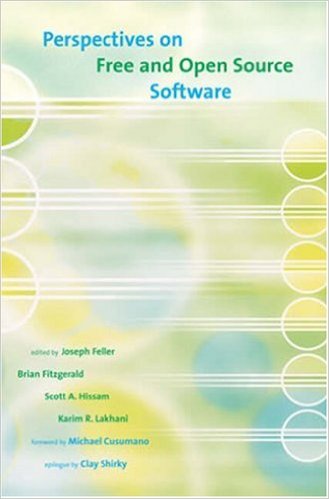 Perspectives on
Free and Open Source
Software
edited by Joseph Feller
Brian Fitzgerald
Scott A. Hissam
Karim R. Lakhani
foreword by Michael Cusumano
epilogue by Clay Shirky